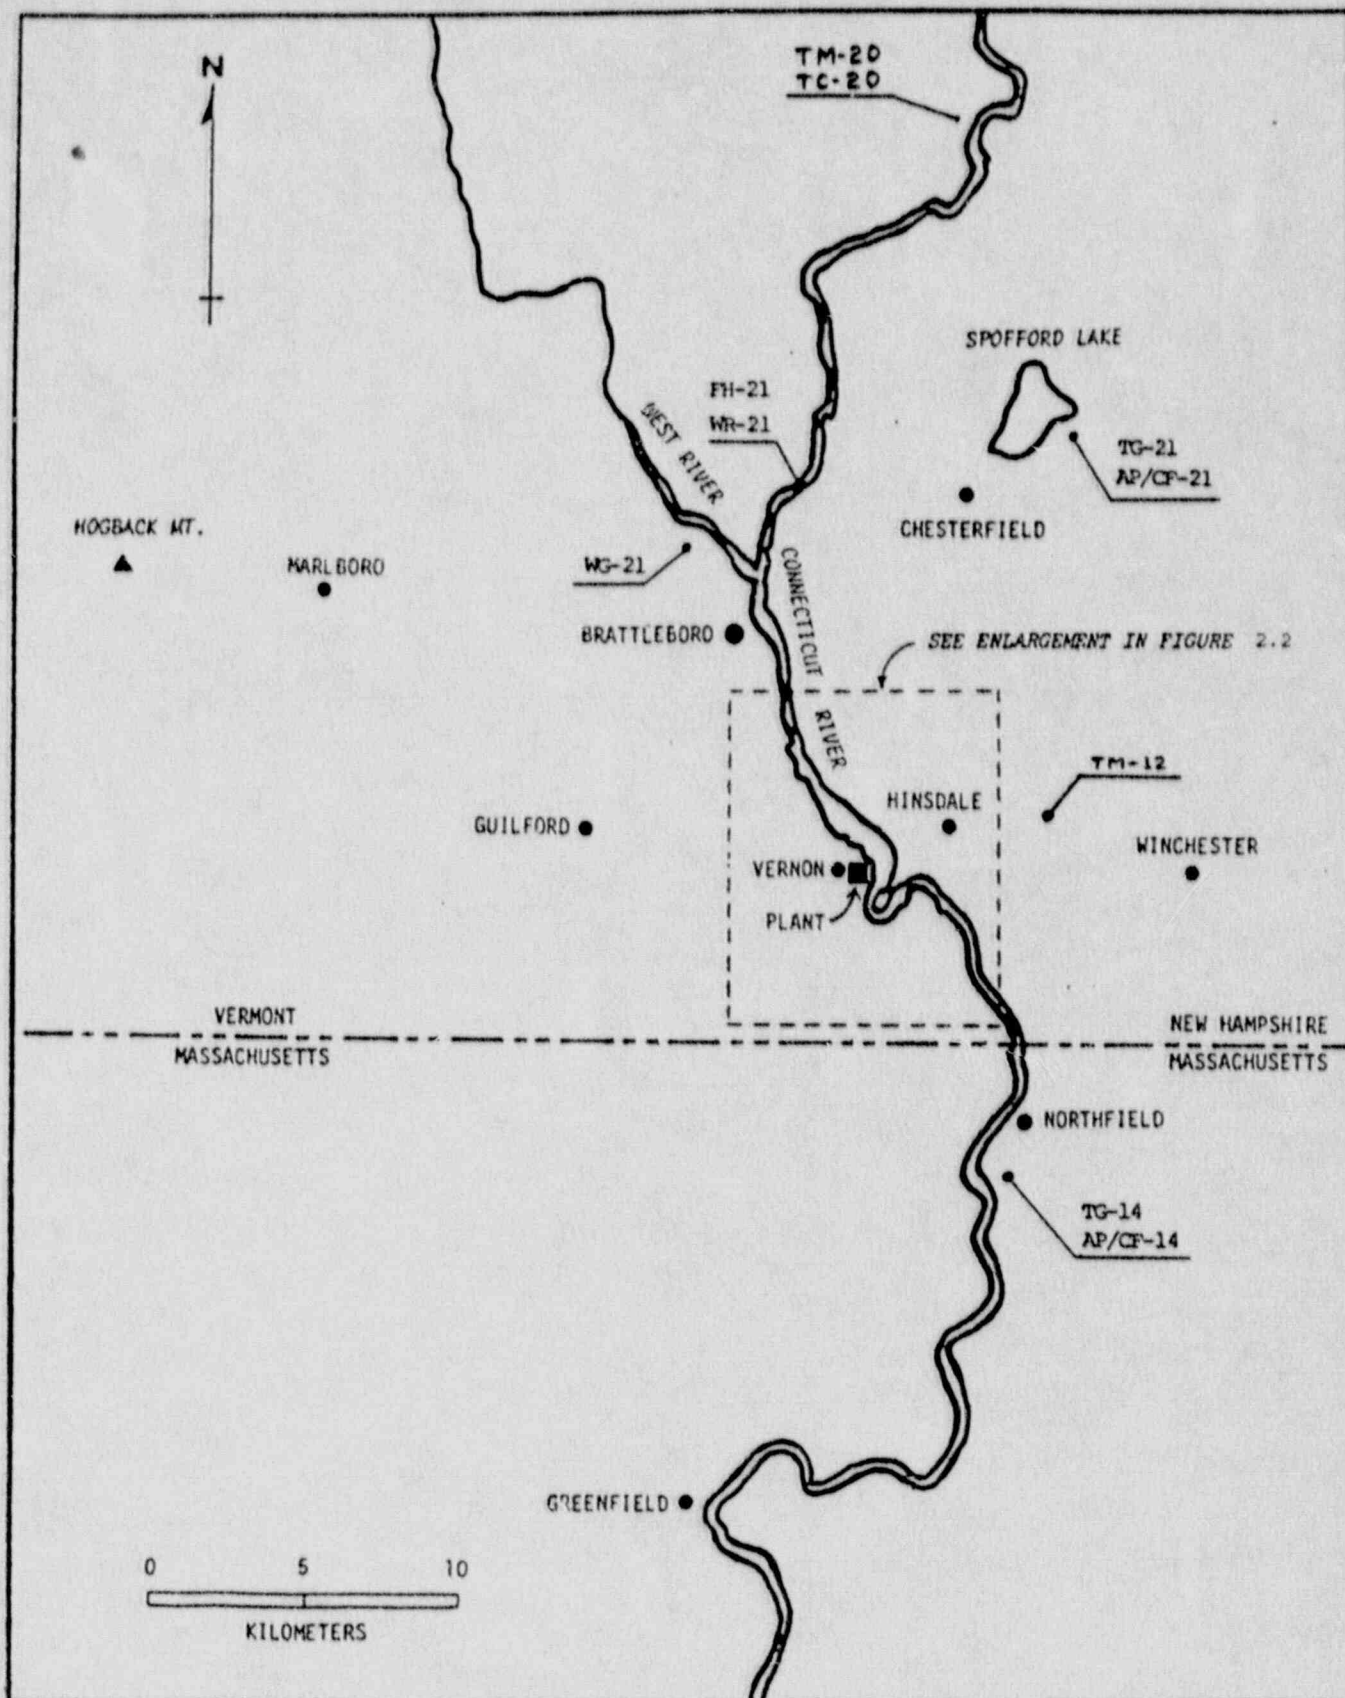 N
TM-20
TC-20
SPOFFORD LAKE
FH-21
WR-21
WEST RIVER
TG-21
AP/CF-21
CHESTERFIELD
HOGBACK MT.
MARLBORO
WG-21
CONNECTICUT RIVER
BRATTLEBORO
SEE ENLARGEMENT IN FIGURE 2.2
TM-12
HINSDALE
GUILFORD
WINCHESTER
VERNON
PLANT
VERMONT
MASSACHUSETTS
NEW HAMPSHIRE
MASSACHUSETTS
NORTHFIELD
TG-14
AP/CF-14
GREENFIELD
0 5 10
KILOMETERS